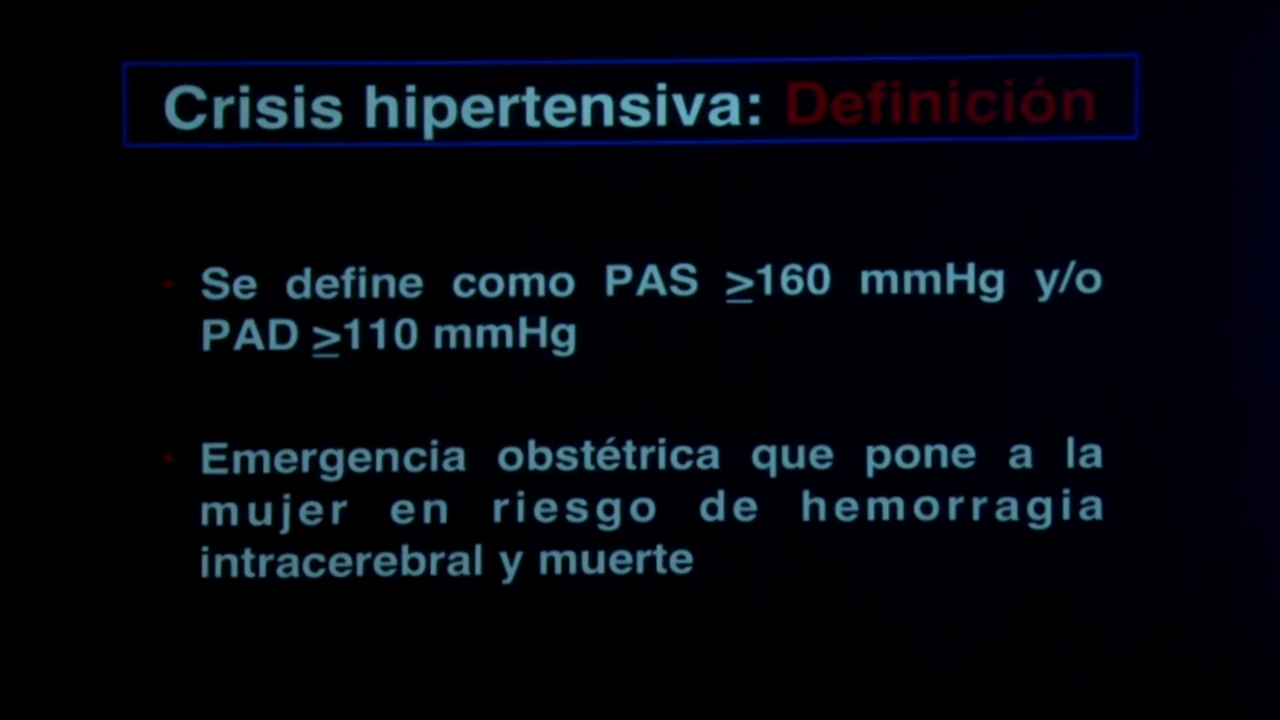 Crisis hipertensiva: Definición
• Se define como PAS ≥160 mmHg y/o
PAD ≥110 mmHg
• Emergencia obstétrica que pone a la
mujer en riesgo de hemorragia
intracerebral y muerte